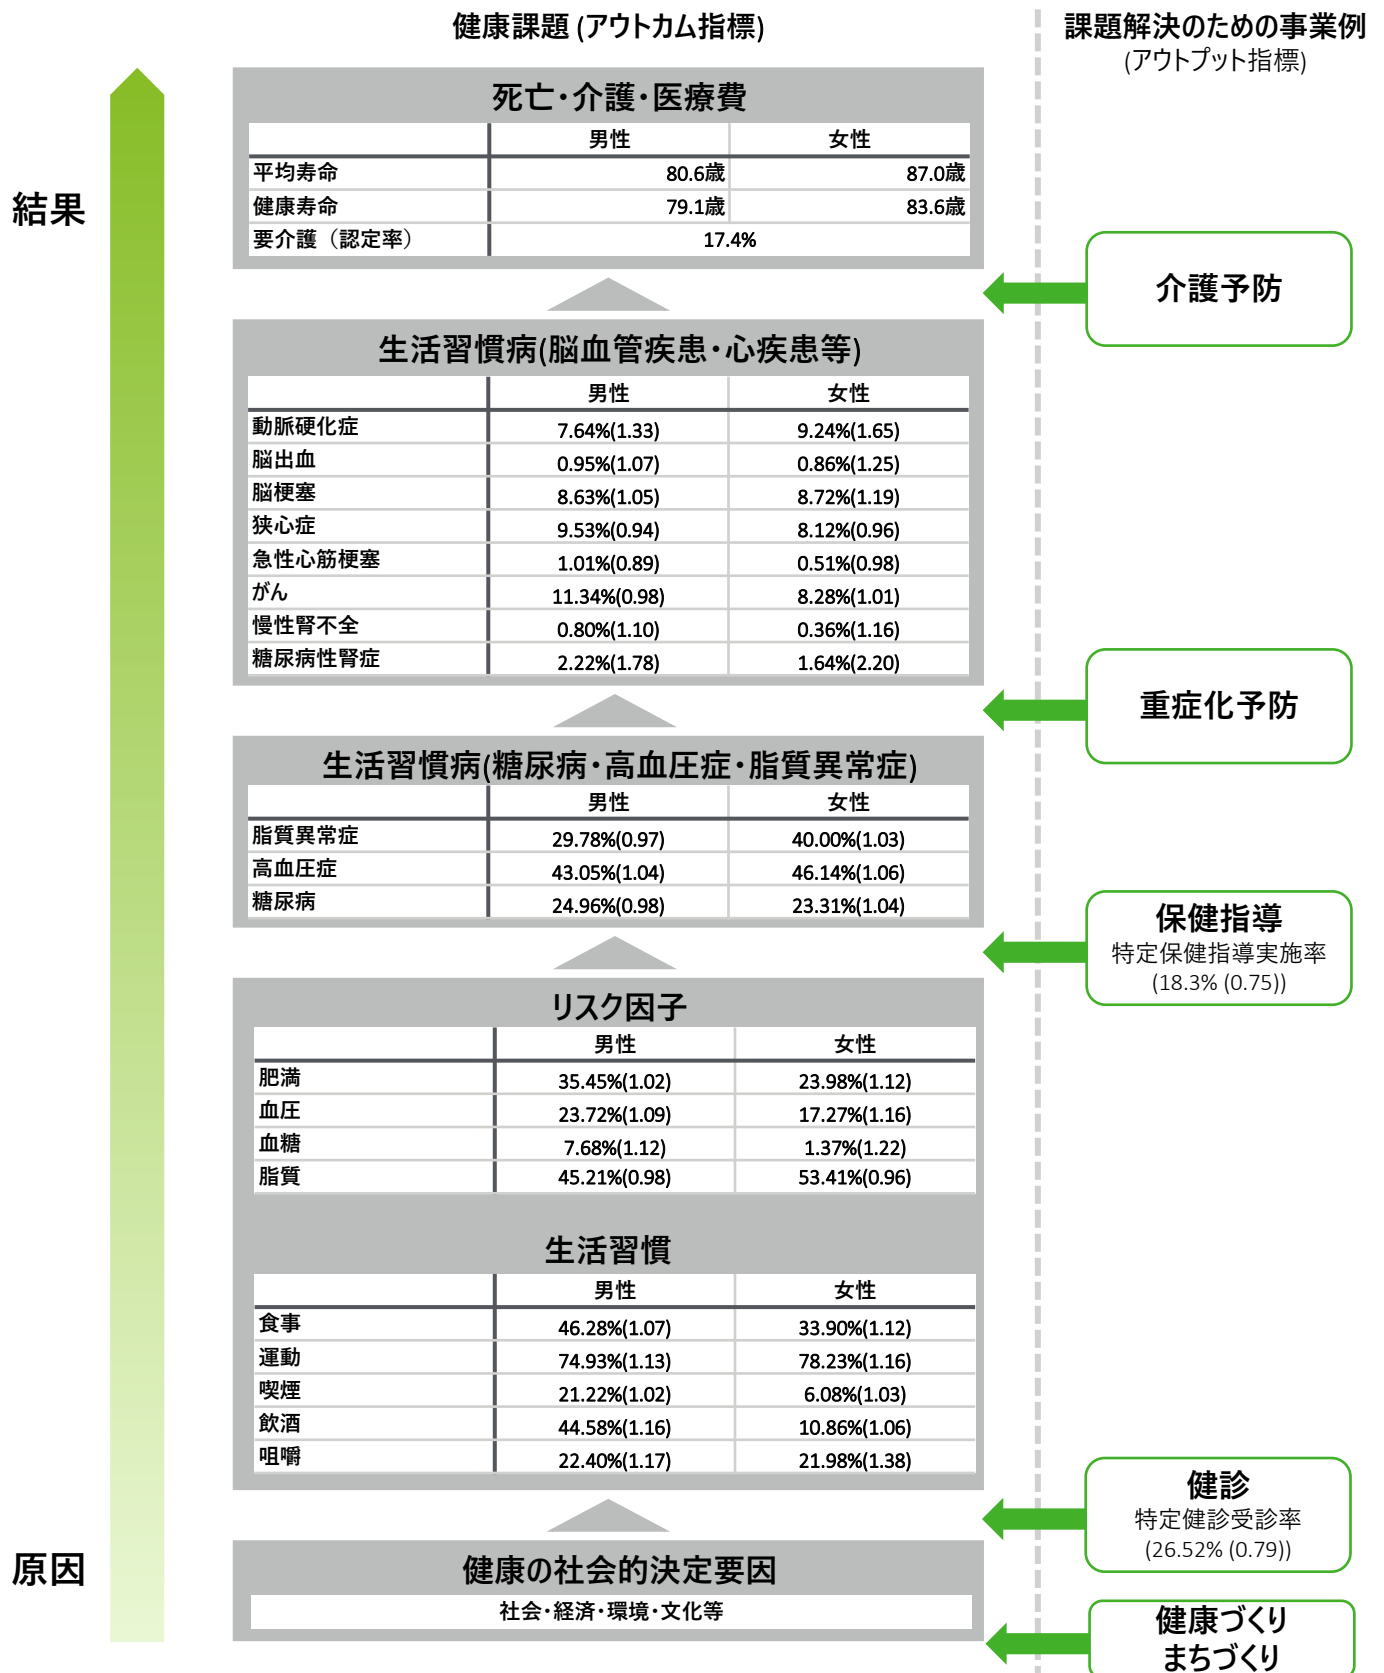 健康課題 (アウトカム指標)
課題解決のための事業例
(アウトプット指標)
結果
原因
死亡・介護・医療費
男性 女性
平均寿命 80.6歳 87.0歳
健康寿命 79.1歳 83.6歳
要介護（認定率） 17.4%
介護予防
生活習慣病(脳血管疾患・心疾患等)
男性 女性
動脈硬化症 7.64%(1.33) 9.24%(1.65)
脳出血 0.95%(1.07) 0.86%(1.25)
脳梗塞 8.63%(1.05) 8.72%(1.19)
狭心症 9.53%(0.94) 8.12%(0.96)
急性心筋梗塞 1.01%(0.89) 0.51%(0.98)
がん 11.34%(0.98) 8.28%(1.01)
慢性腎不全 0.80%(1.10) 0.36%(1.16)
糖尿病性腎症 2.22%(1.78) 1.64%(2.20)
重症化予防
生活習慣病(糖尿病・高血圧症・脂質異常症)
男性 女性
脂質異常症 29.78%(0.97) 40.00%(1.03)
高血圧症 43.05%(1.04) 46.14%(1.06)
糖尿病 24.96%(0.98) 23.31%(1.04)
保健指導
特定保健指導実施率
(18.3% (0.75))
リスク因子
男性 女性
肥満 35.45%(1.02) 23.98%(1.12)
血圧 23.72%(1.09) 17.27%(1.16)
血糖 7.68%(1.12) 1.37%(1.22)
脂質 45.21%(0.98) 53.41%(0.96)
生活習慣
男性 女性
食事 46.28%(1.07) 33.90%(1.12)
運動 74.93%(1.13) 78.23%(1.16)
喫煙 21.22%(1.02) 6.08%(1.03)
飲酒 44.58%(1.16) 10.86%(1.06)
咀嚼 22.40%(1.17) 21.98%(1.38)
健診
特定健診受診率
(26.52% (0.79))
健康の社会的決定要因
社会・経済・環境・文化等
健康づくり
まちづくり